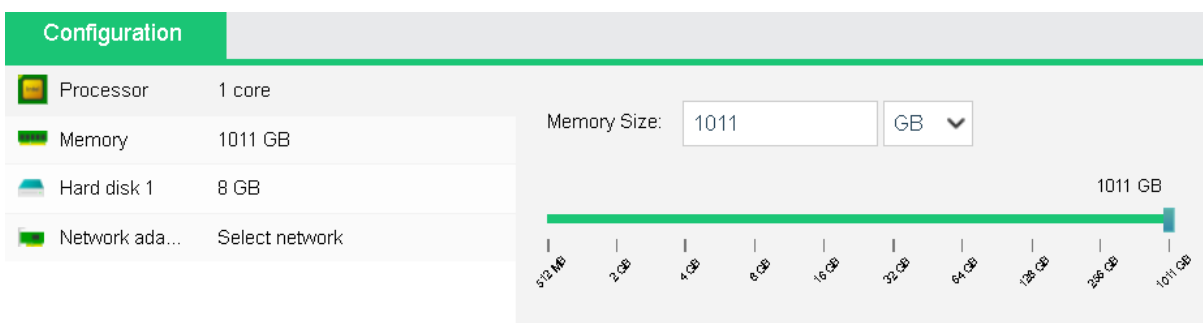 Configuration
Processor 1 core
Memory 1011 GB
Hard disk 1 8 GB
Network ada... Select network
Memory Size: 1011 GB
1011 GB
512 MB 2 GB 4 GB 8 GB 16 GB 32 GB 64 GB 128 GB 256 GB 1011 GB